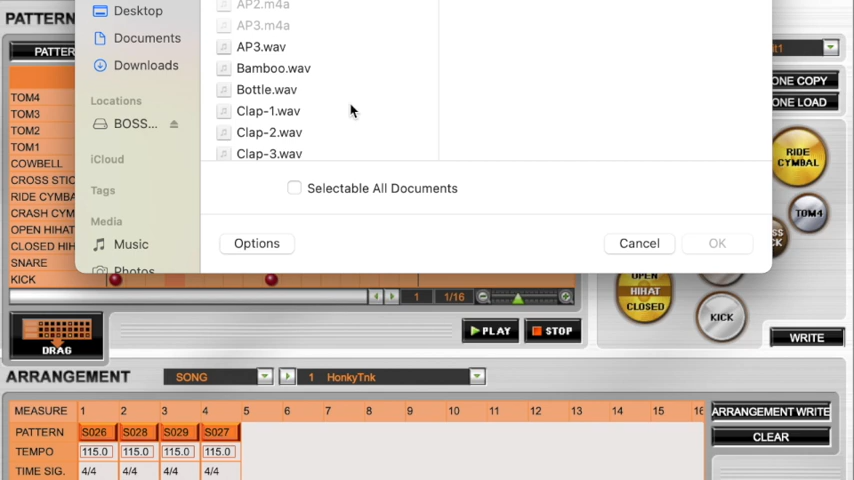 PATTERN
PATTER
Desktop
Documents
Downloads
Locations
BOSS...
iCloud
Tags
Media
Music
Photos
AP2.m4a
AP3.m4a
AP3.wav
Bamboo.wav
Bottle.wav
Clap-1.wav
Clap-2.wav
Clap-3.wav
Selectable All Documents
Options
Cancel
OK
it1
ONE COPY
ONE LOAD
RIDE
CYMBAL
TOM4
SS
CK
OPEN
HIHAT
CLOSED
KICK
WRITE
TOM4
TOM3
TOM2
TOM1
COWBELL
CROSS STIC
RIDE CYMBA
CRASH CYM
OPEN HIHAT
CLOSED HIH
SNARE
KICK
1 1/16
DRAG
PLAY STOP
ARRANGEMENT SONG 1 HonkyTnk
MEASURE 1 2 3 4 5 6 7 8 9 10 11 12 13 14 15 16
PATTERN S026 S028 S029 S027
TEMPO 115.0 115.0 115.0 115.0
TIME SIG. 4/4 4/4 4/4 4/4
ARRANGEMENT WRITE
CLEAR